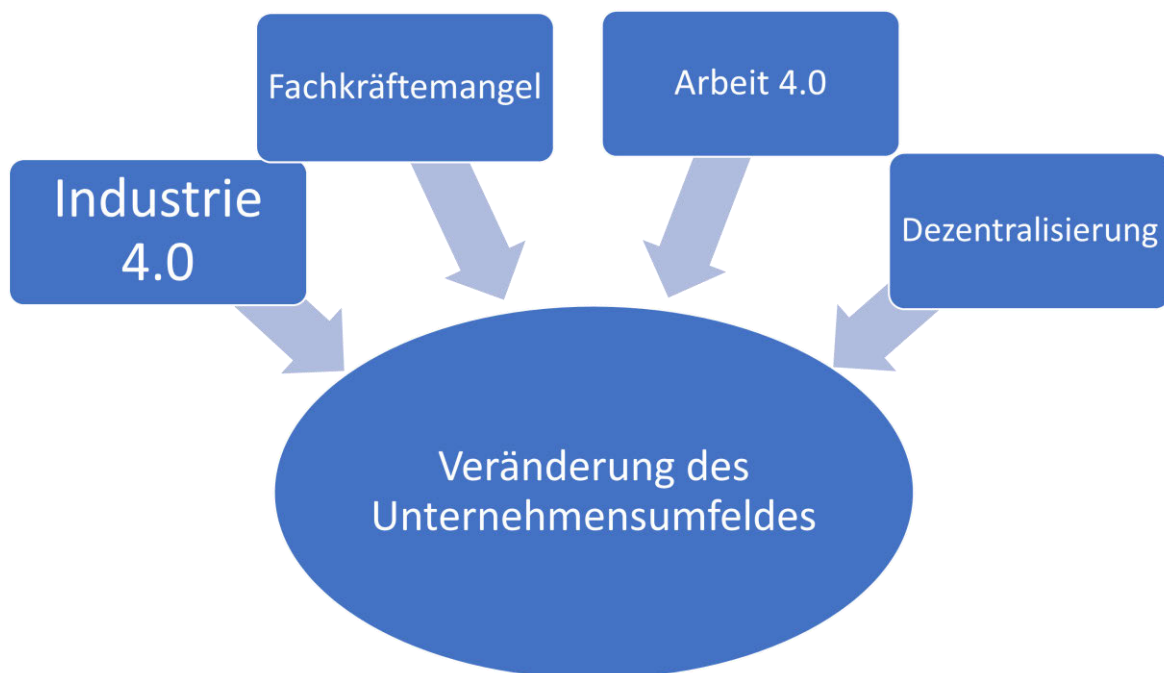 Fachkräftemangel
Arbeit 4.0
Industrie
4.0
Dezentralisierung
Veränderung des
Unternehmensumfeldes